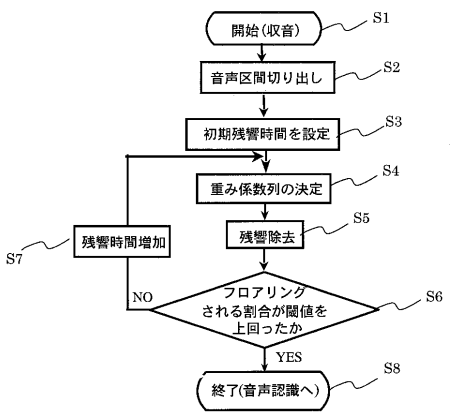 開始(収音)
S1
音声区間切り出し
S2
初期残響時間を設定
S3
重み係数列の決定
S4
残響除去
S5
残響時間増加
S7
フロアリング
される割合が閾値を
上回ったか
S6
NO
YES
終了(音声認識へ)
S8